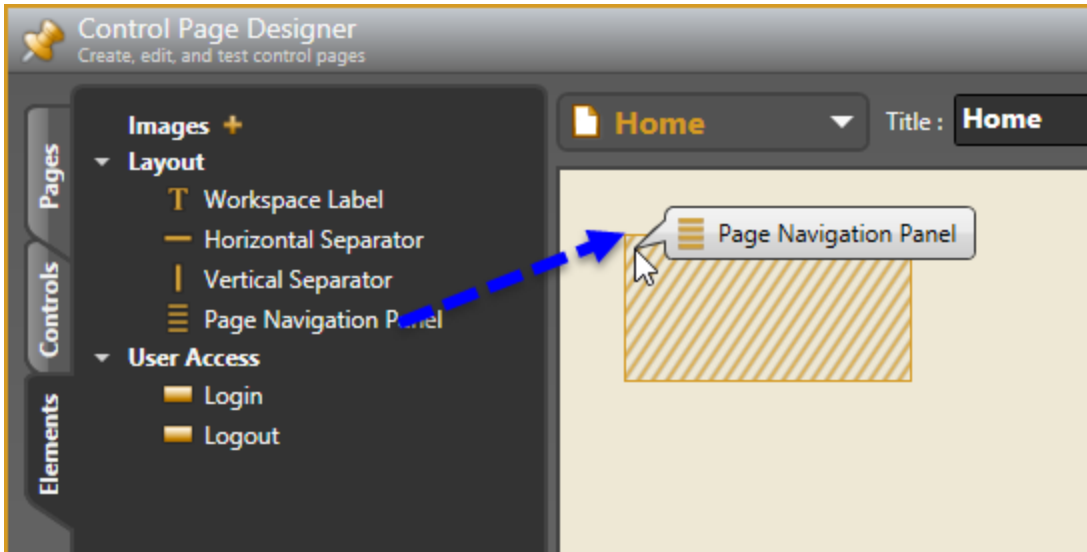 Control Page Designer
Create, edit, and test control pages
Pages
Controls
Elements
Images
Layout
Workspace Label
Horizontal Separator
Vertical Separator
Page Navigation Panel
User Access
Login
Logout
Home
Title :
Home
Page Navigation Panel